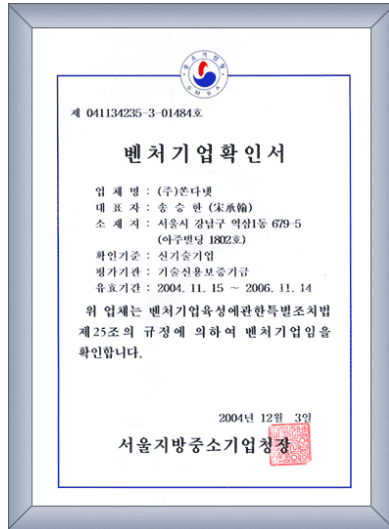 제 041134235-3-01484호
벤처기업확인서
업 체 명 : (주)쏜다넷
대 표 자 : 송 승 한 (宋承翰)
소 재 지 : 서울시 강남구 역삼1동 679-5
(아주빌딩 1802호)
확인기준 : 신기술기업
평가기관 : 기술신용보증기금
유효기간 : 2004. 11. 15 ~ 2006. 11. 14
위 업체는 벤처기업육성에관한특별조치법
제25조의 규정에 의하여 벤처기업임을
확인합니다.
2004년 12월 3일
서울지방중소기업청장